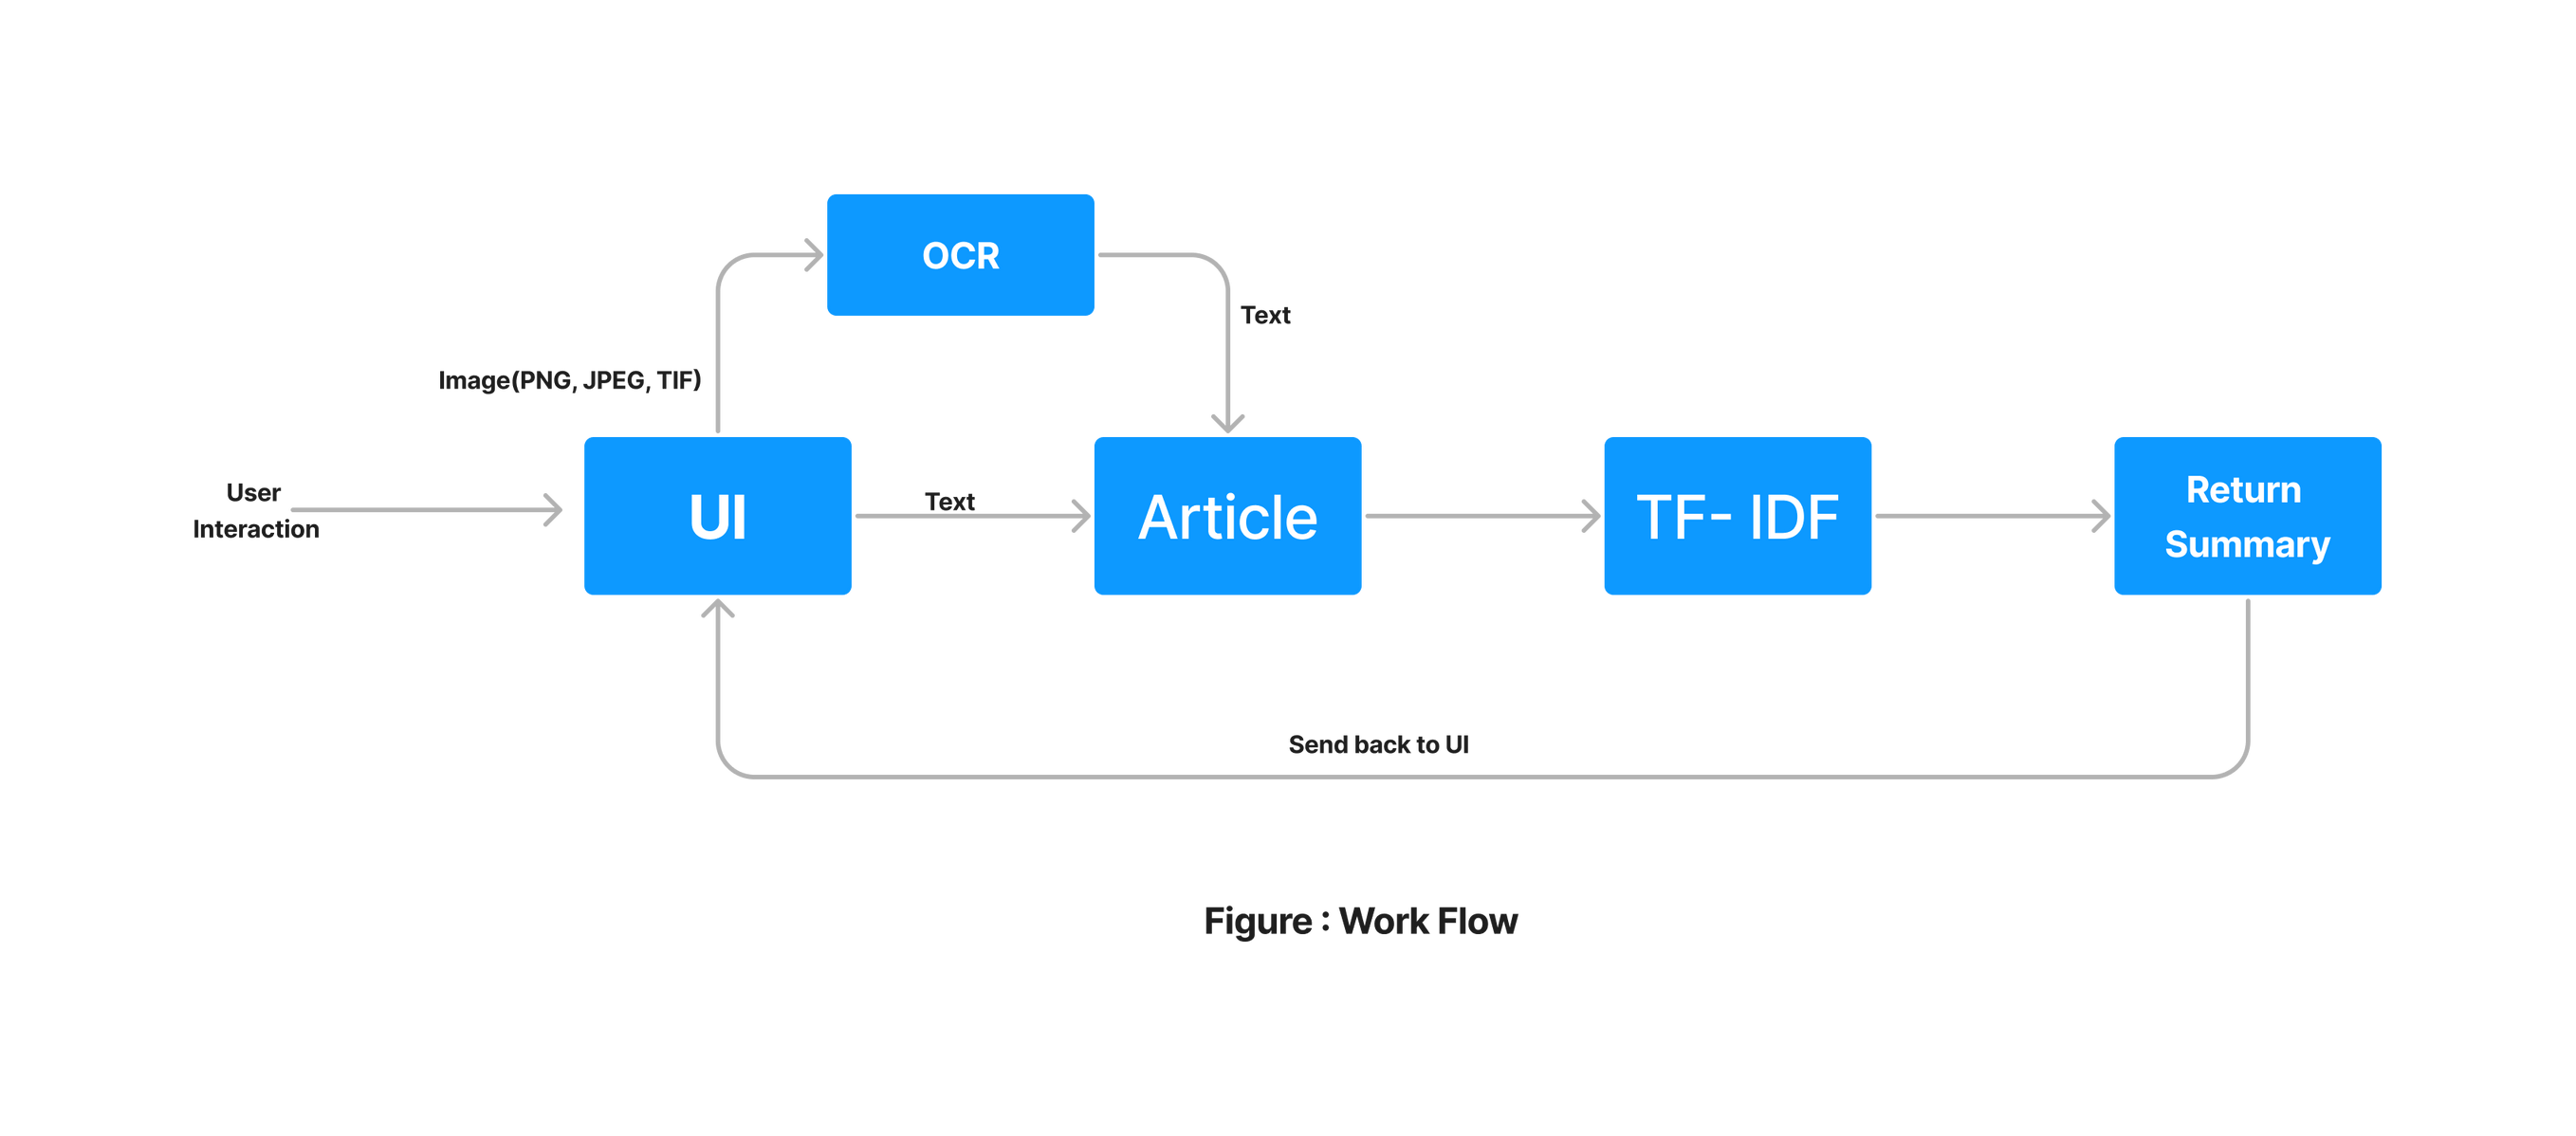 OCR
Text
Image(PNG, JPEG, TIF)
User
Interaction
UI
Text
Article
TF- IDF
Return
Summary
Send back to UI
Figure : Work Flow